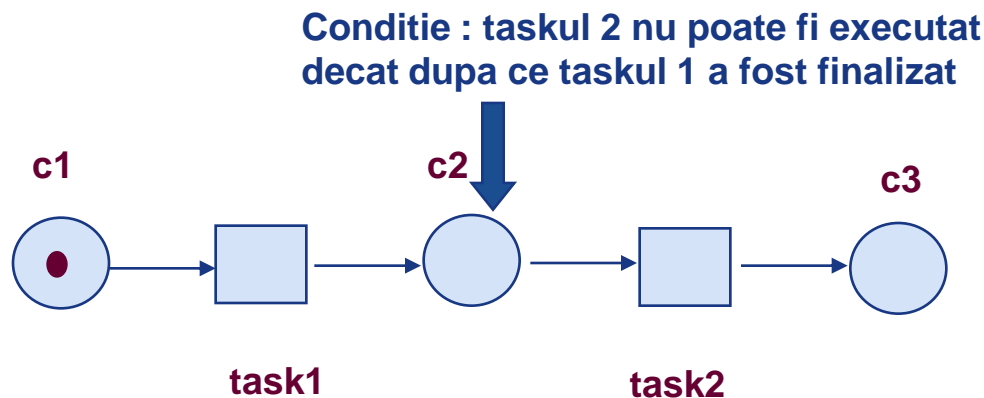 Conditie : taskul 2 nu poate fi executat
decat dupa ce taskul 1 a fost finalizat
c1
c2
c3
task1
task2